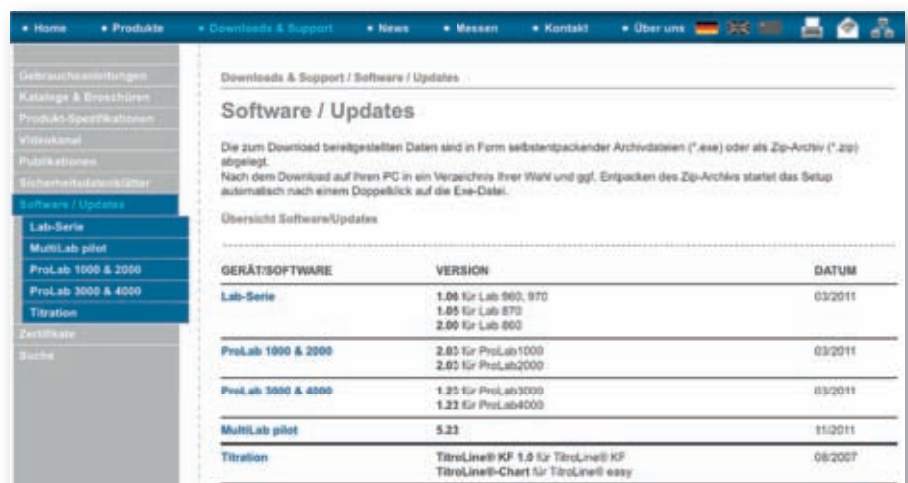 Home Produkte Downloads & Support News Messen Kontakt Über uns
Gebrauchsanleitungen
Kataloge & Broschüren
Produkt-Spezifikationen
Videokanal
Publikationen
Sicherheitsdatenblätter
Software / Updates
Lab-Serie
MultiLab pilot
ProLab 1000 & 2000
ProLab 3000 & 4000
Titration
Zertifikate
Suche
Downloads & Support / Software / Updates
Software / Updates
Die zum Download bereitgestellten Daten sind in Form selbstentpackender Archivdateien (*.exe) oder als Zip-Archiv (*.zip)
abgelegt.
Nach dem Download auf Ihren PC in ein Verzeichnis Ihrer Wahl und ggf. Entpacken des Zip-Archivs startet das Setup
automatisch nach einem Doppelklick auf die Exe-Datei.
Übersicht Software/Updates
GERÄT/SOFTWARE VERSION DATUM
Lab-Serie 1.06 für Lab 960, 970 03/2011
1.05 für Lab 870
2.00 für Lab 860
ProLab 1000 & 2000 2.03 für ProLab1000 03/2011
2.03 für ProLab2000
ProLab 3000 & 4000 1.23 für ProLab3000 03/2011
1.23 für ProLab4000
MultiLab pilot 5.23 11/2011
Titration TitroLine® KF 1.0 für TitroLine® KF 08/2007
TitroLine®-Chart für TitroLine® easy